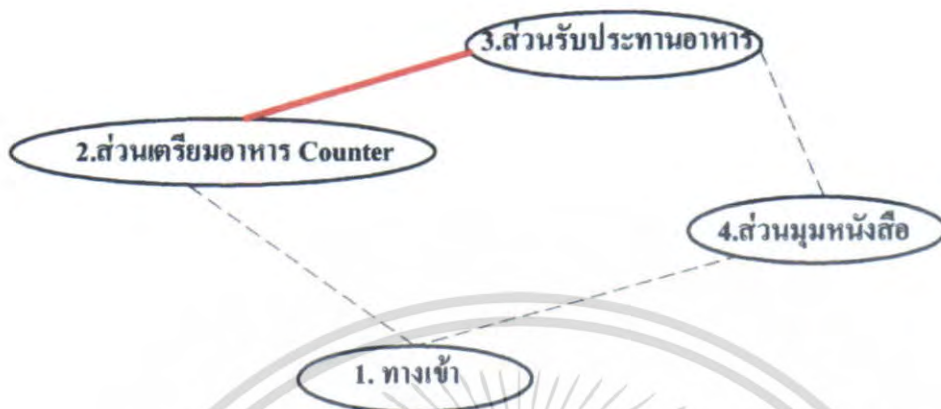 3.ส่วนรับประทานอาหาร
2.ส่วนเตรียมอาหาร Counter
4.ส่วนมุมหนังสือ
1. ทางเข้า